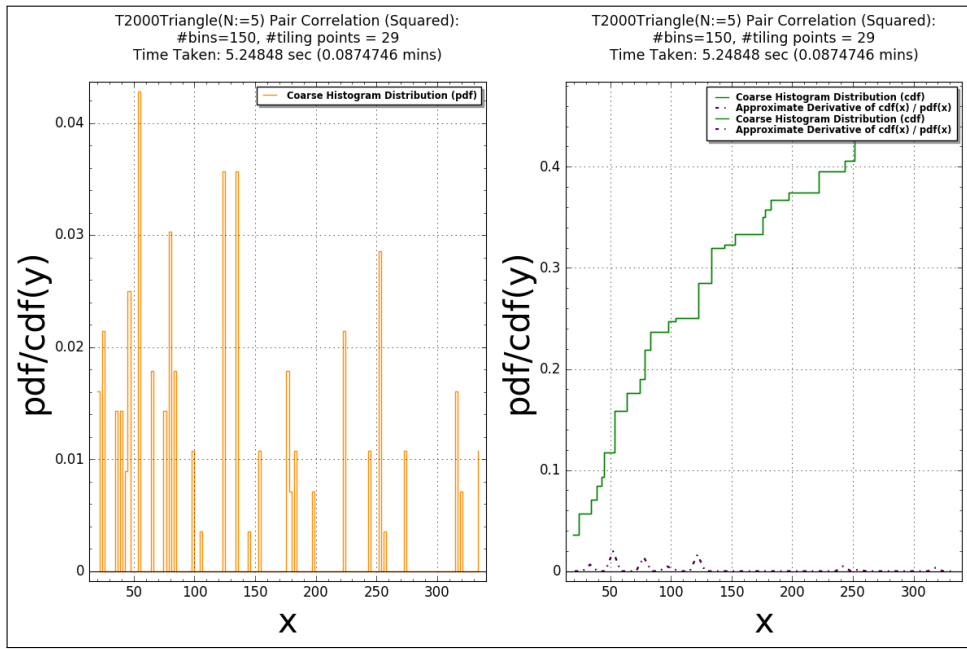 T2000Triangle(N:=5) Pair Correlation (Squared):
#bins=150, #tiling points = 29
Time Taken: 5.24848 sec (0.0874746 mins)
Coarse Histogram Distribution (pdf)
0.04
0.03
0.02
0.01
0
50 100 150 200 250 300
pdf/cdf(y)
x
T2000Triangle(N:=5) Pair Correlation (Squared):
#bins=150, #tiling points = 29
Time Taken: 5.24848 sec (0.0874746 mins)
Coarse Histogram Distribution (cdf)
Approximate Derivative of cdf(x) / pdf(x)
Coarse Histogram Distribution (cdf)
Approximate Derivative of cdf(x) / pdf(x)
0.4
0.3
0.2
0.1
0
50 100 150 200 250 300
pdf/cdf(y)
x